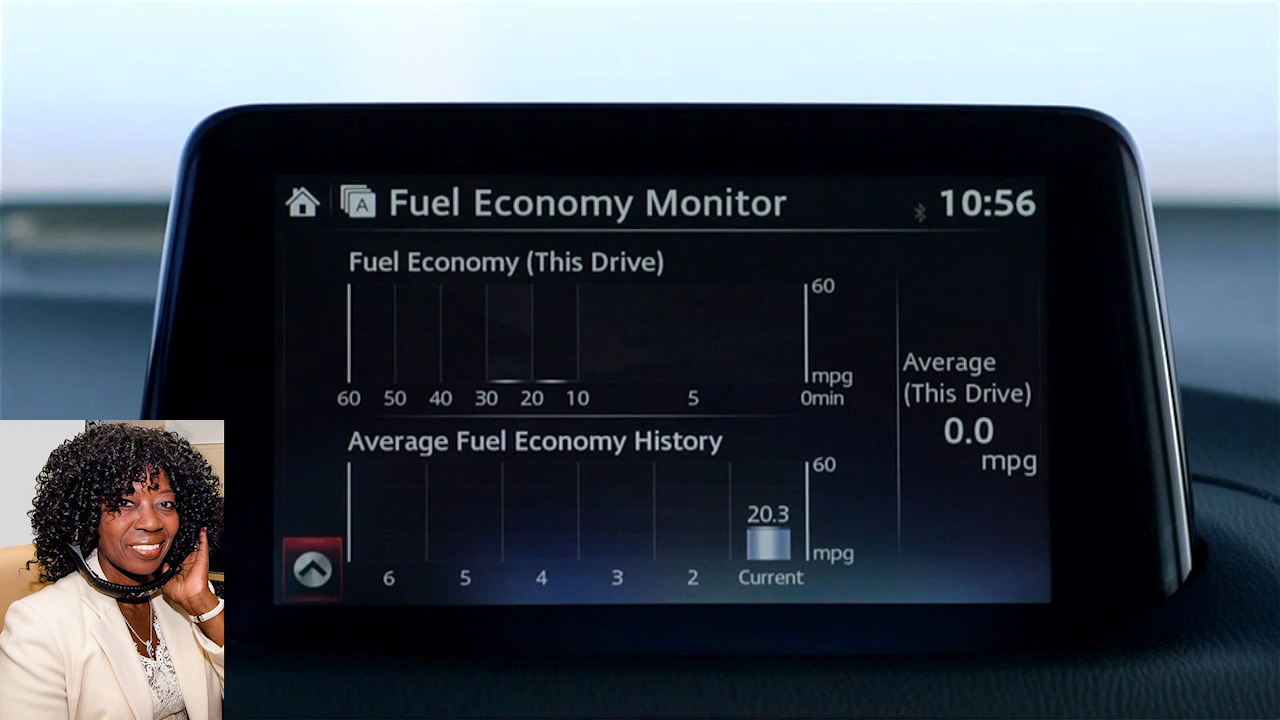 A Fuel Economy Monitor 10:56
Fuel Economy (This Drive)
60
mpg
60 50 40 30 20 10 5 0min
Average Fuel Economy History
60
20.3
mpg
6 5 4 3 2 Current
Average
(This Drive)
0.0
mpg